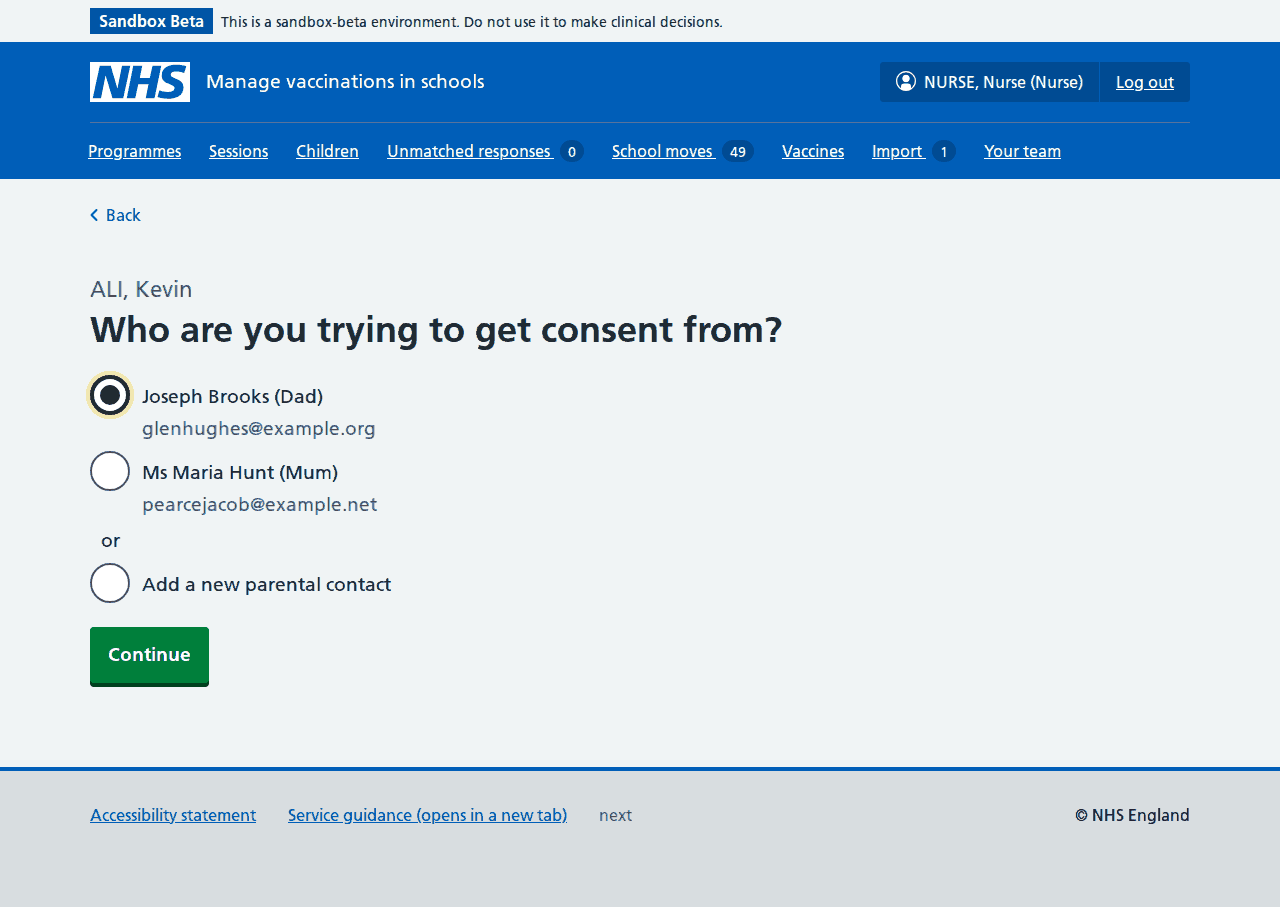 Sandbox Beta This is a sandbox-beta environment. Do not use it to make clinical decisions.
NHS Manage vaccinations in schools NURSE, Nurse (Nurse) Log out
Programmes Sessions Children Unmatched responses 0 School moves 49 Vaccines Import 1 Your team
Back
ALI, Kevin
Who are you trying to get consent from?
Joseph Brooks (Dad)
glenhughes@example.org
Ms Maria Hunt (Mum)
pearcejacob@example.net
or
Add a new parental contact
Continue
Accessibility statement Service guidance (opens in a new tab) next © NHS England